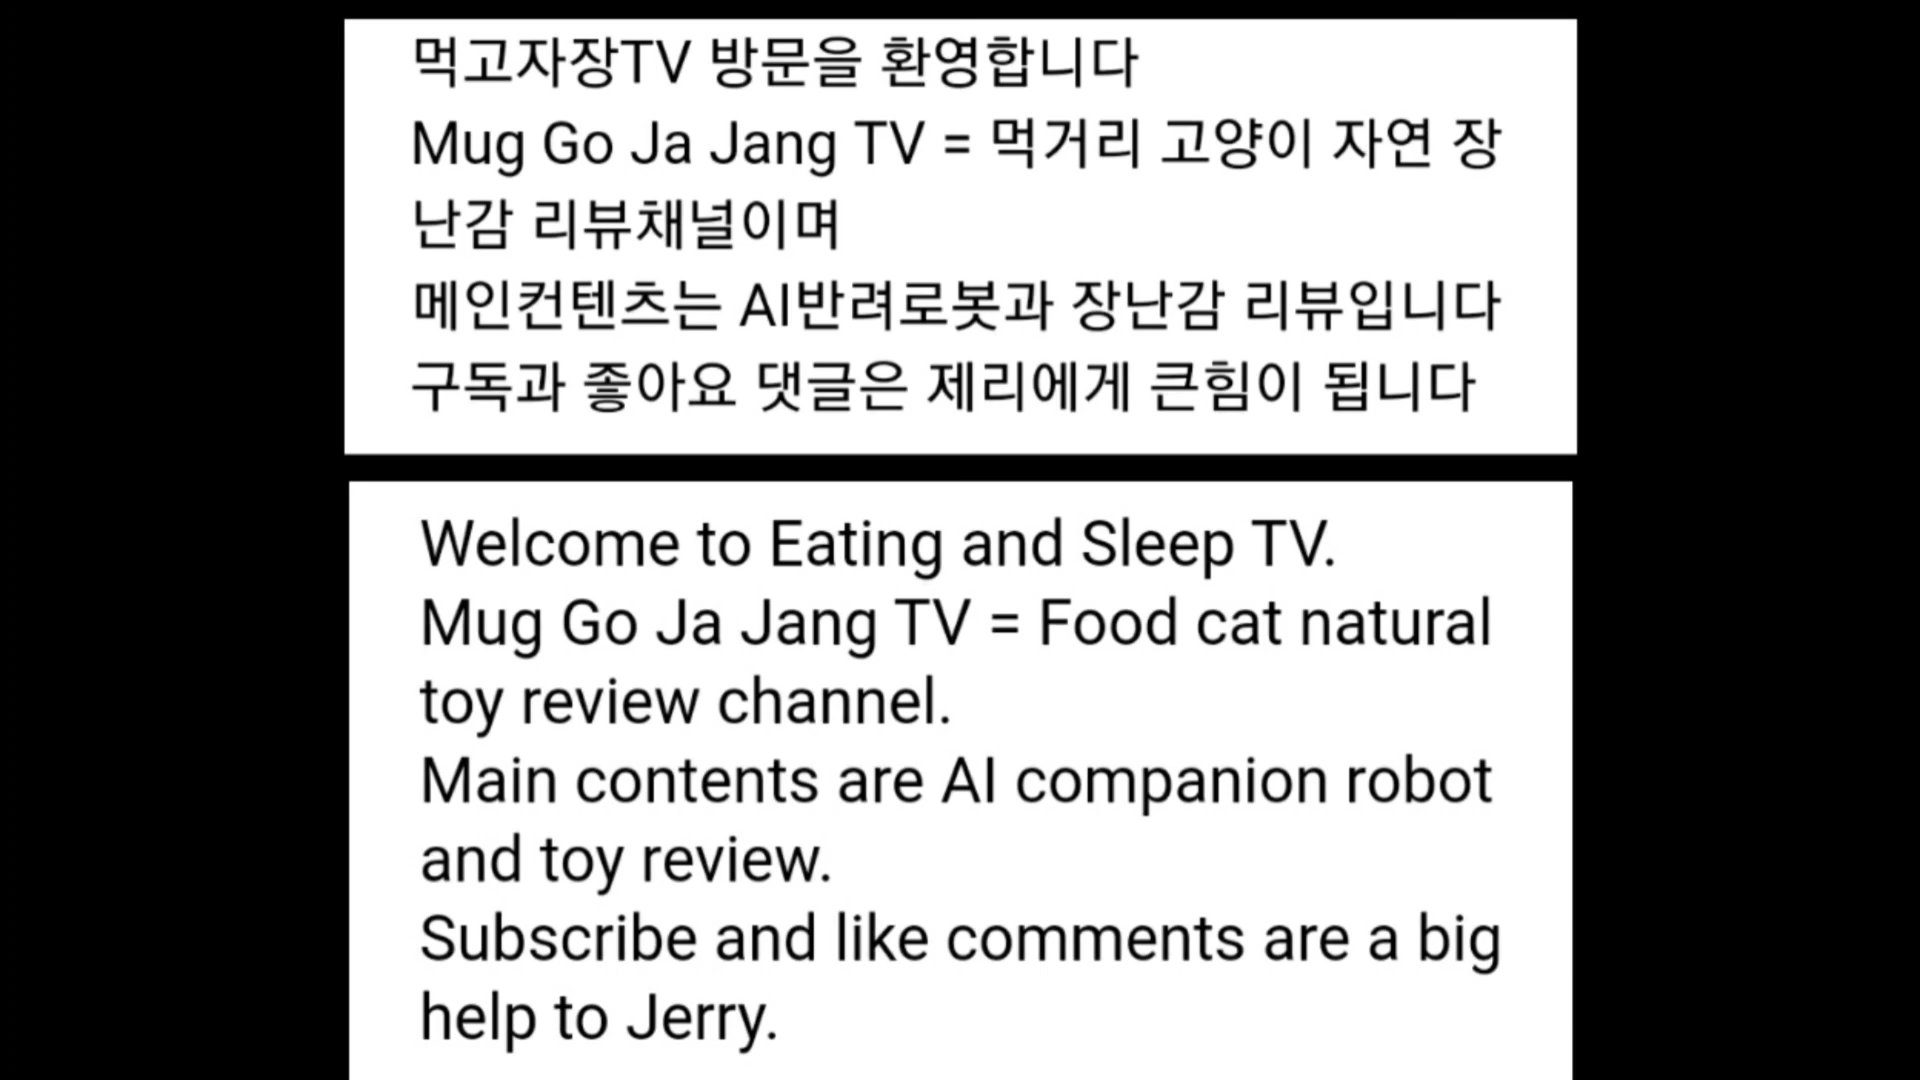 먹고자장TV 방문을 환영합니다
Mug Go Ja Jang TV = 먹거리 고양이 자연 장
난감 리뷰채널이며
메인컨텐츠는 AI반려로봇과 장난감 리뷰입니다
구독과 좋아요 댓글은 제리에게 큰힘이 됩니다
Welcome to Eating and Sleep TV.
Mug Go Ja Jang TV = Food cat natural
toy review channel.
Main contents are AI companion robot
and toy review.
Subscribe and like comments are a big
help to Jerry.